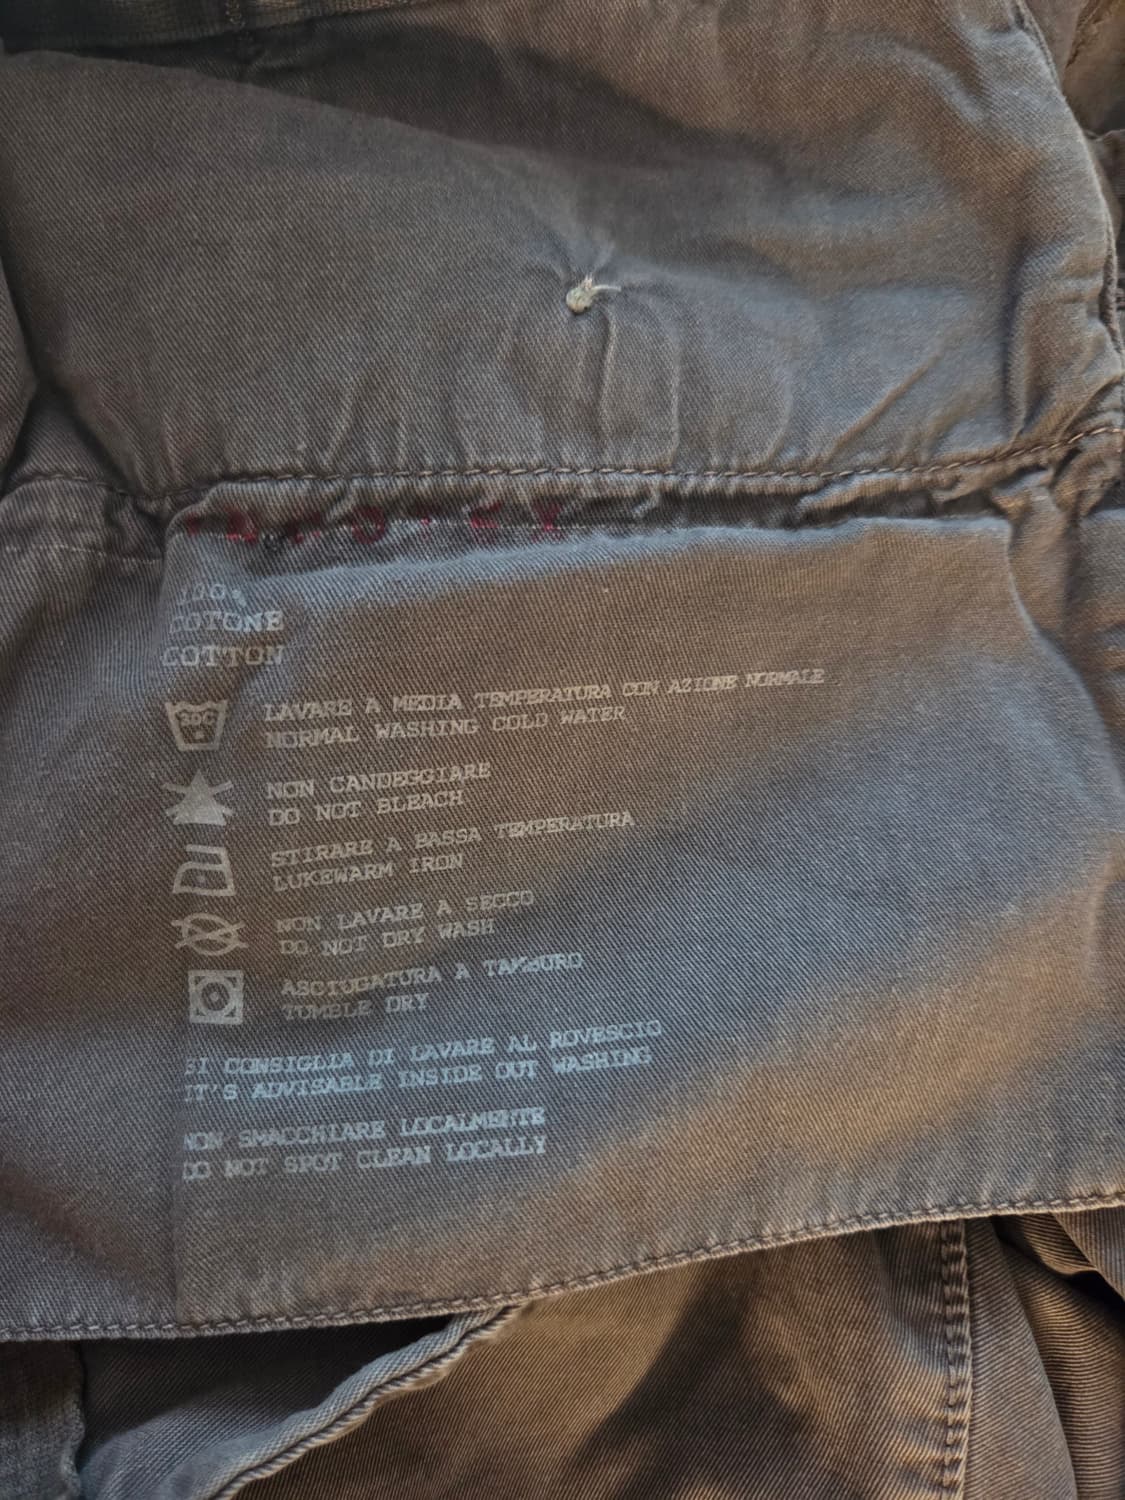 100%
COTONE
COTTON
30C
LAVARE A MEDIA TEMPERATURA CON AZIONE NORMALE
NORMAL WASHING COLD WATER
NON CANDEGGIARE
DO NOT BLEACH
STIRARE A BASSA TEMPERATURA
LUKEWARM IRON
NON LAVARE A SECCO
DO NOT DRY WASH
ASCIUGATURA A TAMBURO
TUMBLE DRY
SI CONSIGLIA DI LAVARE AL ROVESCIO
IT'S ADVISABLE INSIDE OUT WASHING
NON SMACCHIARE LOCALMENTE
DO NOT SPOT CLEAN LOCALLY